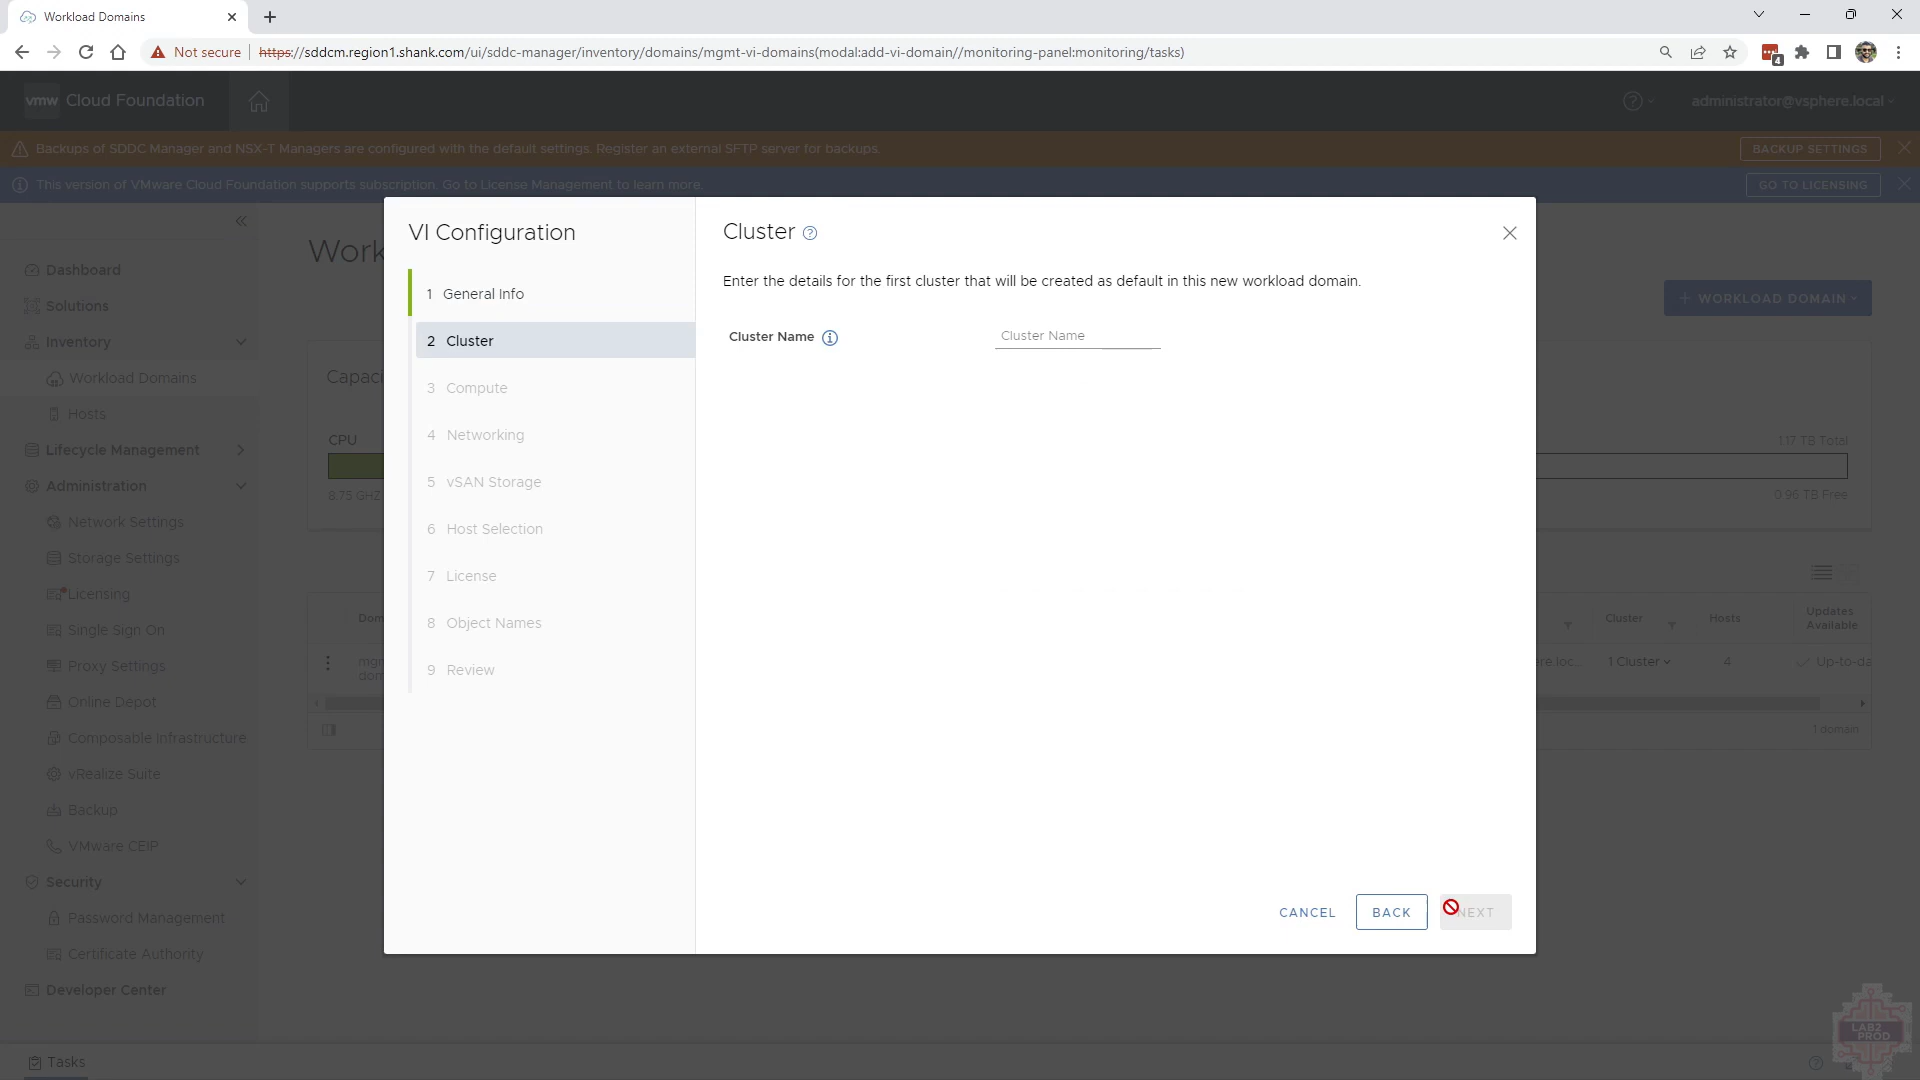 Workload Domains
Not secure
https://sddcm.region1.shank.com/ui/sddc-manager/inventory/domains/mgmt-vi-domains(modal:add-vi-domain//monitoring-panel:monitoring/tasks)
4
vmw Cloud Foundation
administrator@vsphere.local
Backups of SDDC Manager and NSX-T Managers are configured with the default settings. Register an external SFTP server for backups.
BACKUP SETTINGS
This version of VMware Cloud Foundation supports subscription. Go to License Management to learn more.
GO TO LICENSING
Dashboard
Solutions
Inventory
Workload Domains
Hosts
Lifecycle Management
Administration
Network Settings
Storage Settings
Licensing
Single Sign On
Proxy Settings
Online Depot
Composable Infrastructure
vRealize Suite
Backup
VMware CEIP
Security
Password Management
Certificate Authority
Developer Center
Tasks
Work
WORKLOAD DOMAIN
Capaci
CPU
8.75 GHZ
1.17 TB Total
0.96 TB Free
Dom
Cluster
Hosts
Updates
Available
1 Cluster
4
Up-to-da
1 domain
VI Configuration
1 General Info
2 Cluster
3 Compute
4 Networking
5 vSAN Storage
6 Host Selection
7 License
8 Object Names
9 Review
Cluster
Enter the details for the first cluster that will be created as default in this new workload domain.
Cluster Name
Cluster Name
CANCEL
BACK
NEXT
LAB2
PROD